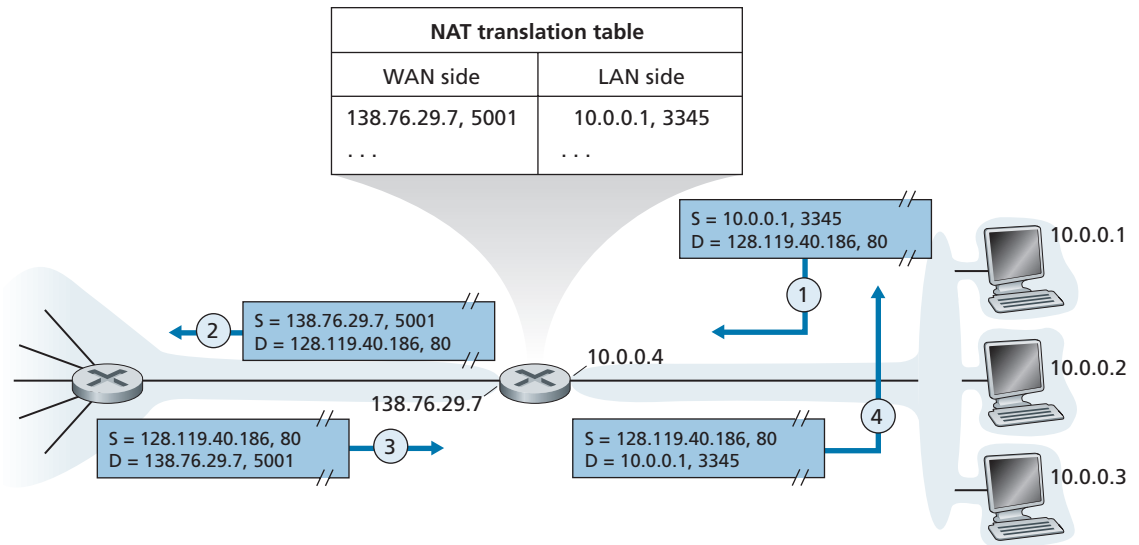 NAT translation table
WAN side LAN side
138.76.29.7, 5001 10.0.0.1, 3345
. . . . . .
S = 10.0.0.1, 3345
D = 128.119.40.186, 80
10.0.0.1
1
2
S = 138.76.29.7, 5001
D = 128.119.40.186, 80
10.0.0.4
10.0.0.2
138.76.29.7
4
S = 128.119.40.186, 80
D = 138.76.29.7, 5001
3
S = 128.119.40.186, 80
D = 10.0.0.1, 3345
10.0.0.3